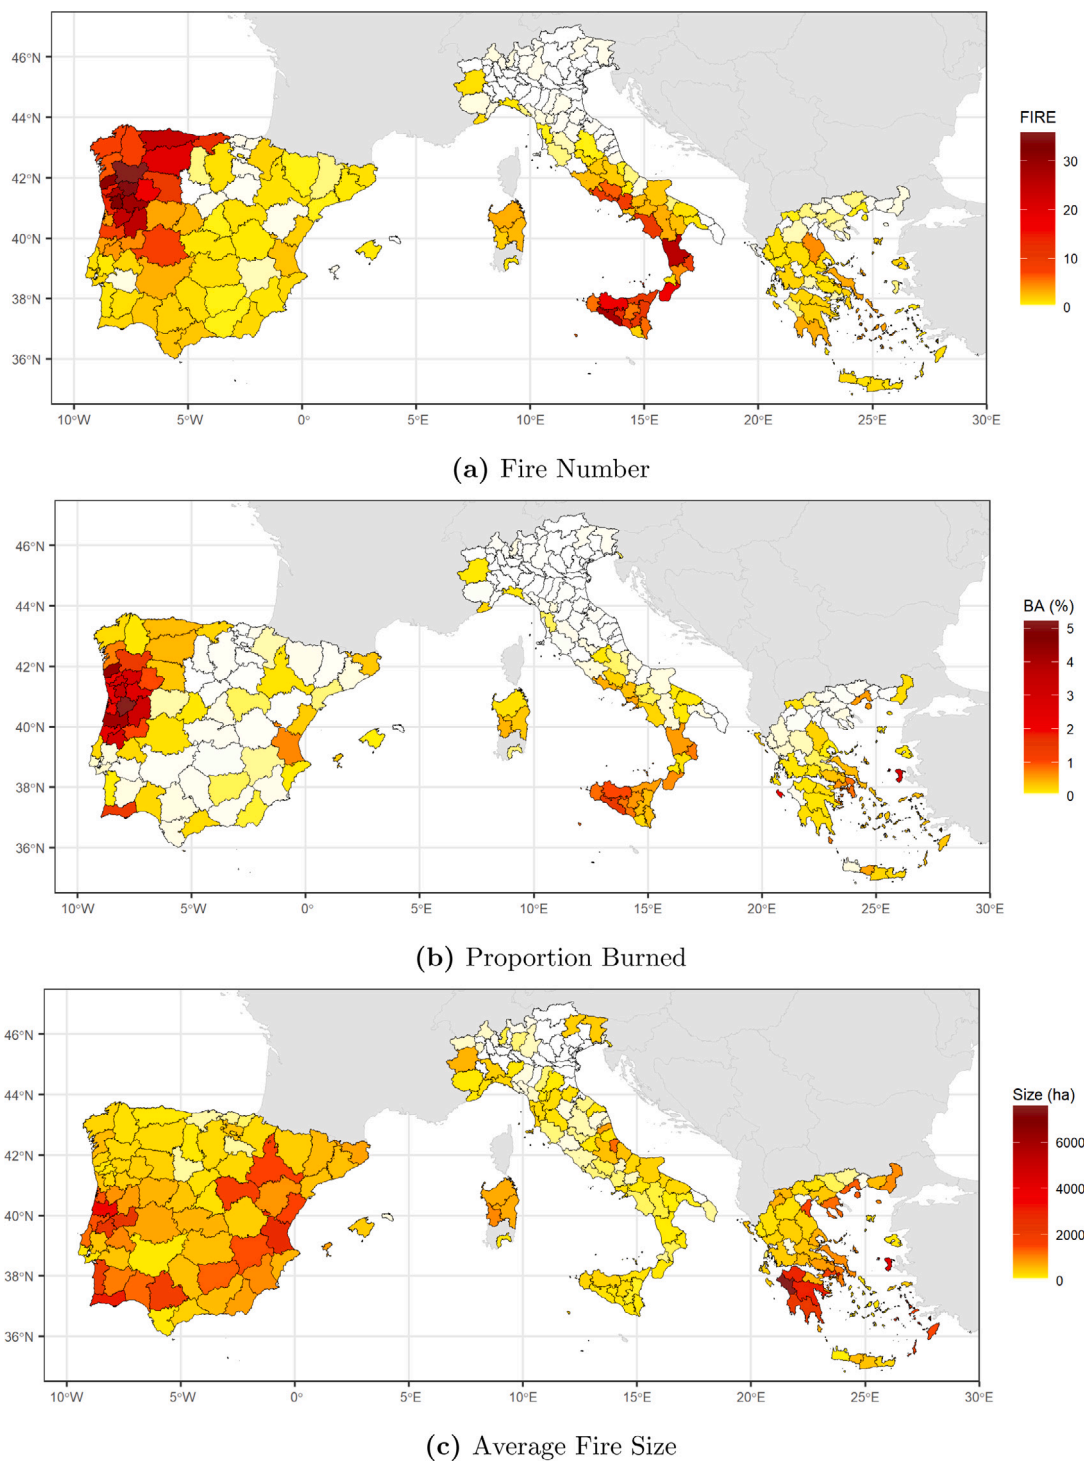 46°N
44°N
42°N
40°N
38°N
36°N
10°W
5°W
0°
5°E
10°E
15°E
20°E
25°E
30°E
FIRE
30
20
10
0
(a) Fire Number
46°N
44°N
42°N
40°N
38°N
36°N
10°W
5°W
0°
5°E
10°E
15°E
20°E
25°E
30°E
BA (%)
5
4
3
2
1
0
(b) Proportion Burned
46°N
44°N
42°N
40°N
38°N
36°N
10°W
5°W
0°
5°E
10°E
15°E
20°E
25°E
30°E
Size (ha)
6000
4000
2000
0
(c) Average Fire Size